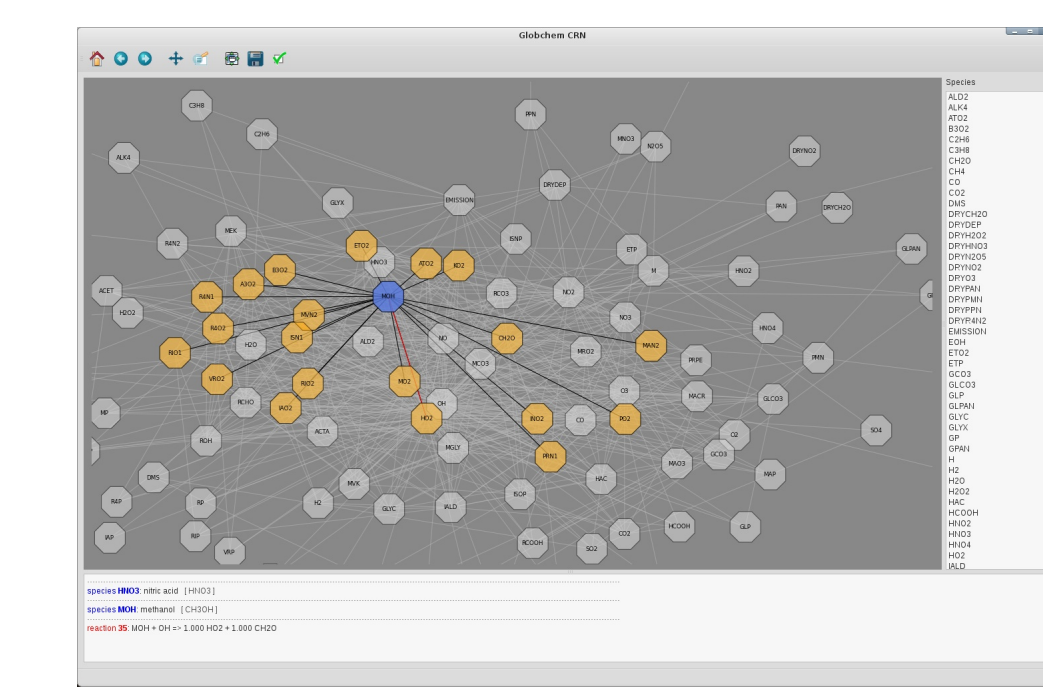 Globchem CRN
Species
C3H8
C2H6
PPN
MNO3
N2O5
ALK4
DRYNO2
DRYDEP
EMISSION
GLYX
PAN
DRYCH2O
R4N2
MEK
ETO2
ISNP
ETP
GLPAN
HNO3
ATO2
KO2
B3O2
M
HNO2
A3O2
ACET
R4N1
MOH
RCO3
NO2
H2O2
MVN2
NO3
R4O2
HNO4
H2O
ISN1
ALD2
NO
CH2O
RIO1
MRO2
MAN2
PRPE
PMN
MCO3
VRO2
RIO2
MO2
O3
MACR
GLCO3
RCHO
IAO2
OH
MP
HO2
INO2
CO
PO2
ACTA
SO4
O2
ROH
MGLY
PRN1
GCO3
MAO3
DMS
MVK
HAC
MAP
R4P
RP
H2
GLYC
IALD
ISOP
HCOOH
GLP
IAP
RIP
VRP
RCOOH
SO2
CO2
ALD2
ALK4
ATO2
B3O2
C2H6
C3H8
CH2O
CH4
CO
CO2
DMS
DRYCH2O
DRYDEP
DRYH2O2
DRYHNO3
DRYN2O5
DRYNO2
DRYO3
DRYPAN
DRYPMN
DRYPPN
DRYR4N2
EMISSION
EOH
ETO2
ETP
GCO3
GLCO3
GLP
GLPAN
GLYC
GLYX
GP
GPAN
H
H2
H2O
H2O2
HAC
HCOOH
HNO2
HNO3
HNO4
HO2
IALD
species HNO3: nitric acid [ HNO3 ]
species MOH: methanol [ CH3OH ]
reaction 35: MOH + OH => 1.000 HO2 + 1.000 CH2O